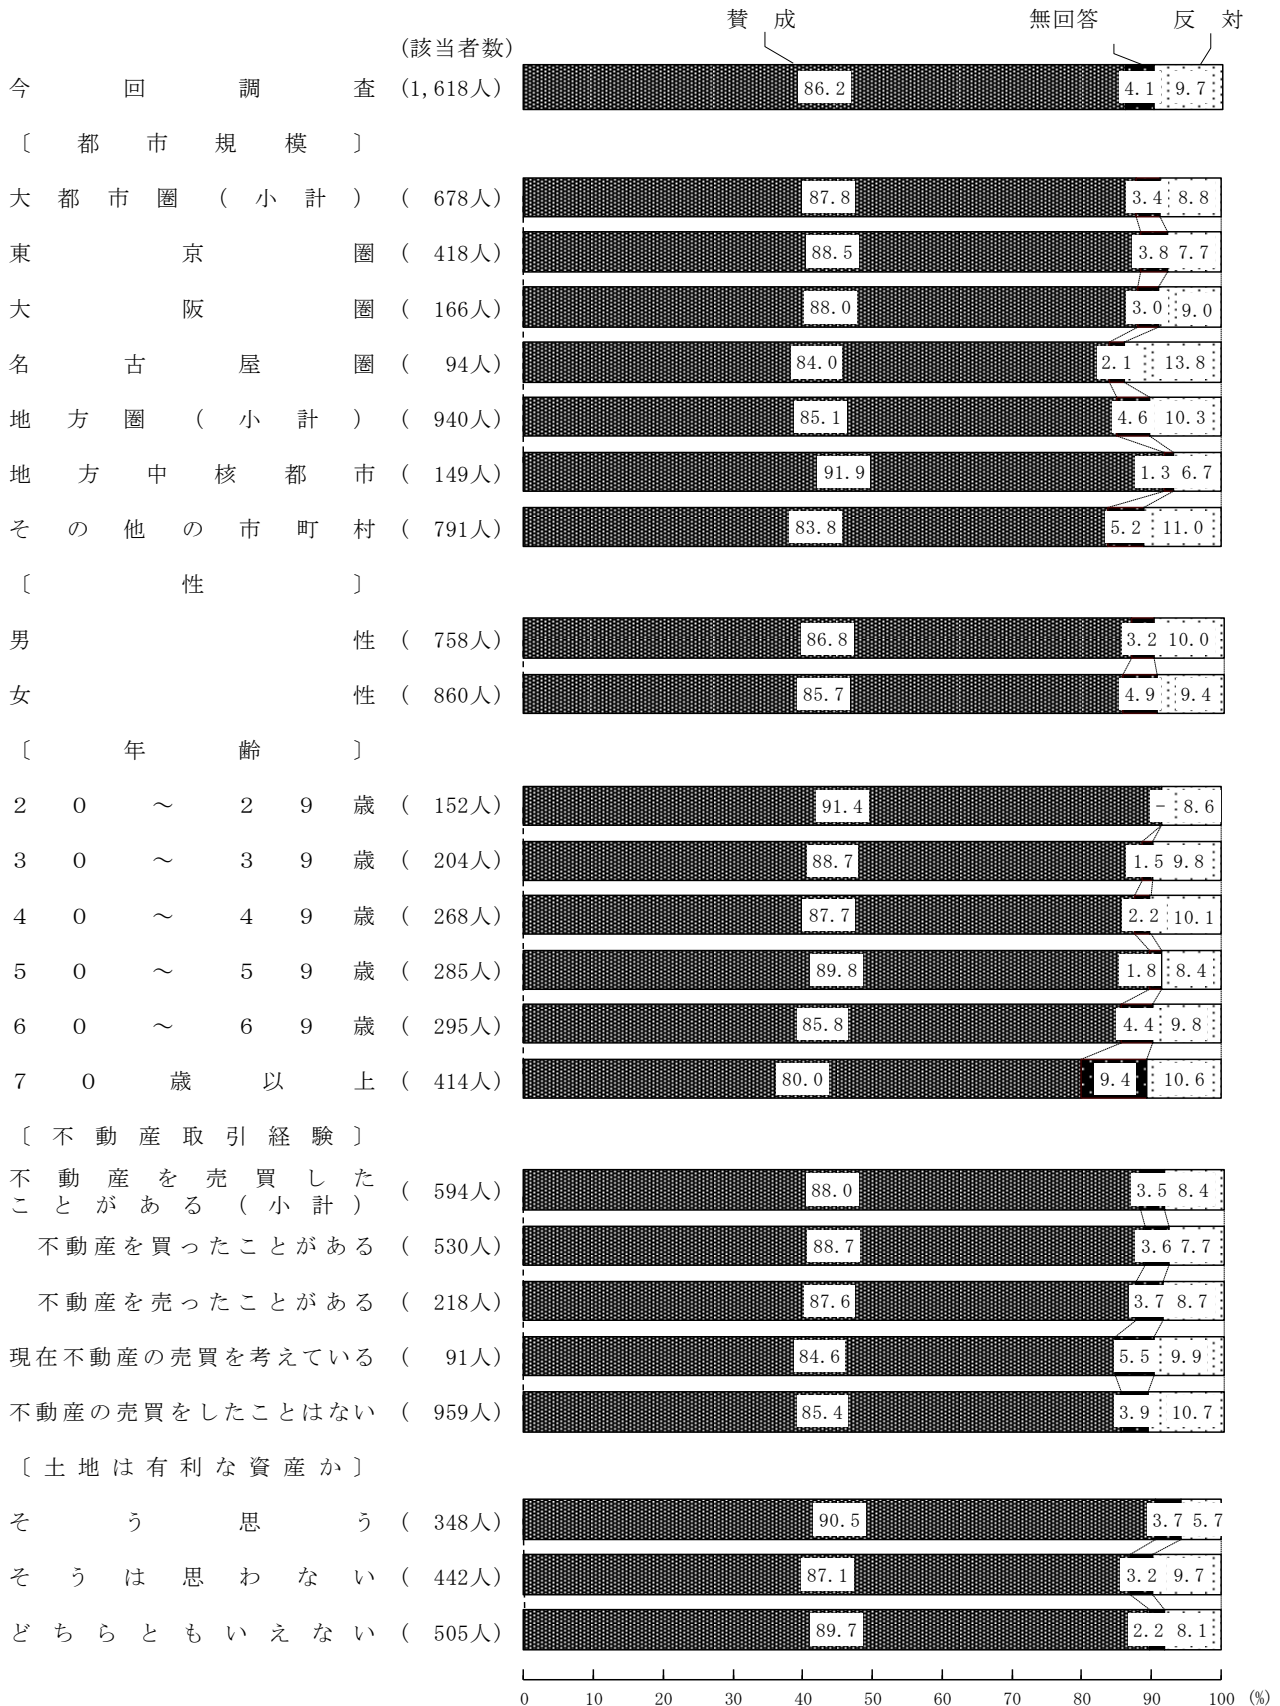 賛成 無回答 反対
(該当者数)
今回調査 (1,618人) 86.2 4.1 9.7
〔都市規模〕
大都市圏(小計) ( 678人) 87.8 3.4 8.8
東京圏 ( 418人) 88.5 3.8 7.7
大阪圏 ( 166人) 88.0 3.0 9.0
名古屋圏 ( 94人) 84.0 2.1 13.8
地方圏(小計) ( 940人) 85.1 4.6 10.3
地方中核都市 ( 149人) 91.9 1.3 6.7
その他の市町村 ( 791人) 83.8 5.2 11.0
〔性〕
男性 ( 758人) 86.8 3.2 10.0
女性 ( 860人) 85.7 4.9 9.4
〔年齢〕
20~29歳 ( 152人) 91.4 - 8.6
30~39歳 ( 204人) 88.7 1.5 9.8
40~49歳 ( 268人) 87.7 2.2 10.1
50~59歳 ( 285人) 89.8 1.8 8.4
60~69歳 ( 295人) 85.8 4.4 9.8
70歳以上 ( 414人) 80.0 9.4 10.6
〔不動産取引経験〕
不動産を売買した
ことがある(小計) ( 594人) 88.0 3.5 8.4
不動産を買ったことがある ( 530人) 88.7 3.6 7.7
不動産を売ったことがある ( 218人) 87.6 3.7 8.7
現在不動産の売買を考えている ( 91人) 84.6 5.5 9.9
不動産の売買をしたことはない ( 959人) 85.4 3.9 10.7
〔土地は有利な資産か〕
そう思う ( 348人) 90.5 3.7 5.7
そうは思わない ( 442人) 87.1 3.2 9.7
どちらともいえない ( 505人) 89.7 2.2 8.1
0 10 20 30 40 50 60 70 80 90 100 (%)